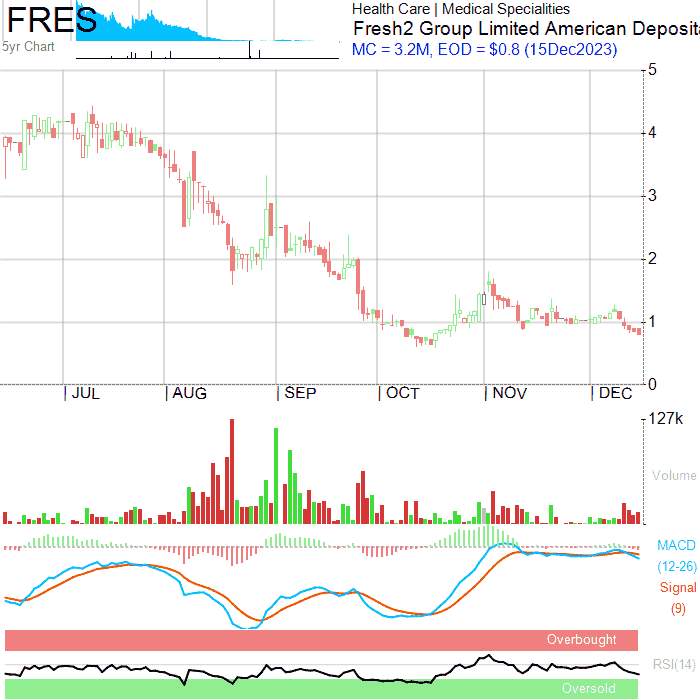 FRES
5yr Chart
Health Care | Medical Specialities
Fresh2 Group Limited American Deposit
MC = 3.2M, EOD = $0.8 (15Dec2023)
5
4
3
2
1
0
JUL AUG SEP OCT NOV DEC
127k
Volume
MACD
(12-26)
Signal
(9)
Overbought
RSI(14)
Oversold